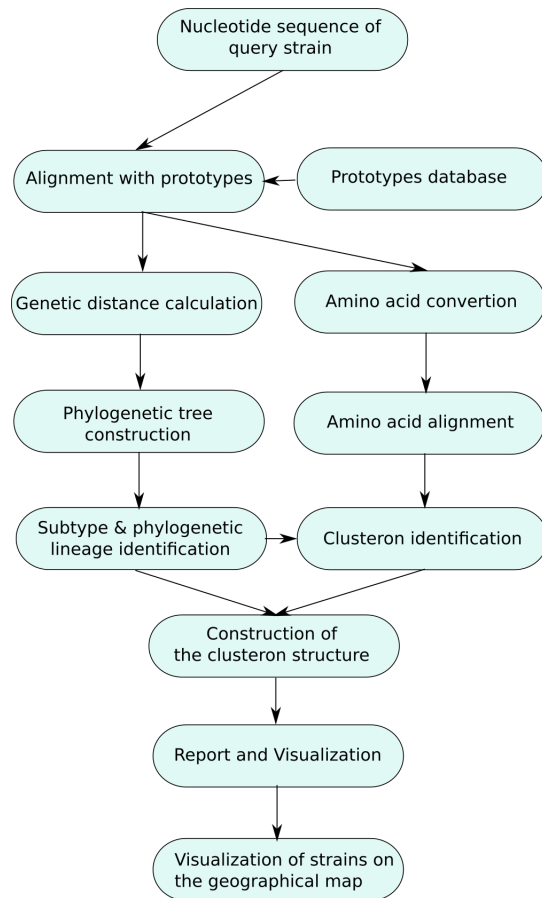 Nucleotide sequence of
query strain
Alignment with prototypes
Prototypes database
Genetic distance calculation
Amino acid convertion
Phylogenetic tree
construction
Amino acid alignment
Subtype & phylogenetic
lineage identification
Clusteron identification
Construction of
the clusteron structure
Report and Visualization
Visualization of strains on
the geographical map